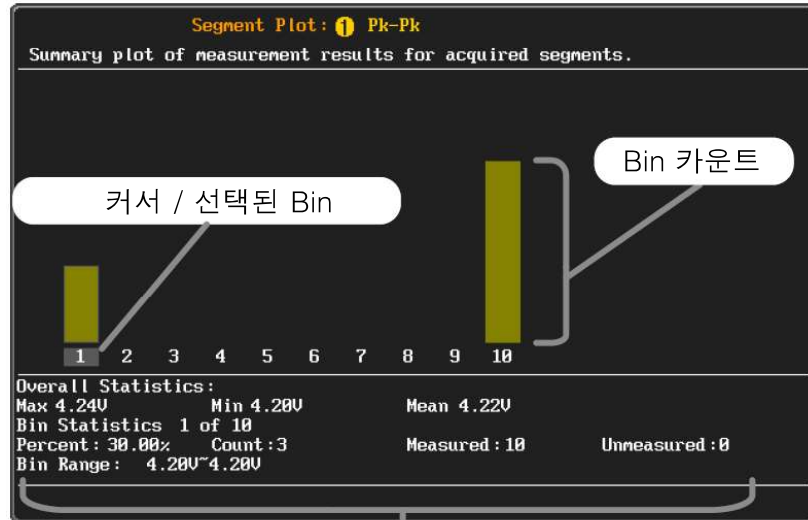 Segment Plot: 1 Pk-Pk
Summary plot of measurement results for acquired segments.
Bin 카운트
커서 / 선택된 Bin
1 2 3 4 5 6 7 8 9 10
Overall Statistics:
Max 4.24V Min 4.20V Mean 4.22V
Bin Statistics 1 of 10
Percent: 30.00% Count:3 Measured:10 Unmeasured:0
Bin Range: 4.20V~4.20V